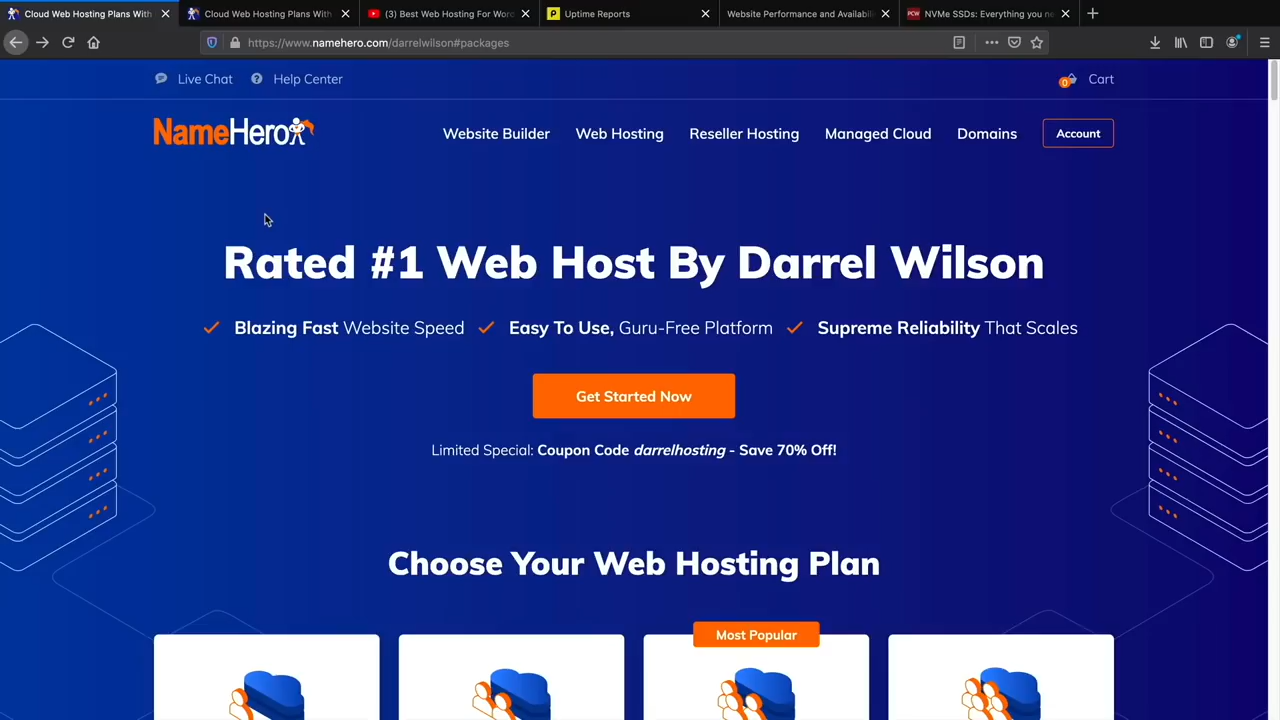 Cloud Web Hosting Plans With
Cloud Web Hosting Plans With
(3) Best Web Hosting For Wor
Uptime Reports
Website Performance and Availabil
PCW
NVMe SSDs: Everything you ne
https://www.namehero.com/darrelwilson#packages
Live Chat
Help Center
0
Cart
NameHero
Website Builder
Web Hosting
Reseller Hosting
Managed Cloud
Domains
Account
Rated #1 Web Host By Darrel Wilson
Blazing Fast Website Speed
Easy To Use, Guru-Free Platform
Supreme Reliability That Scales
Get Started Now
Limited Special: Coupon Code darrelhosting - Save 70% Off!
Choose Your Web Hosting Plan
Most Popular